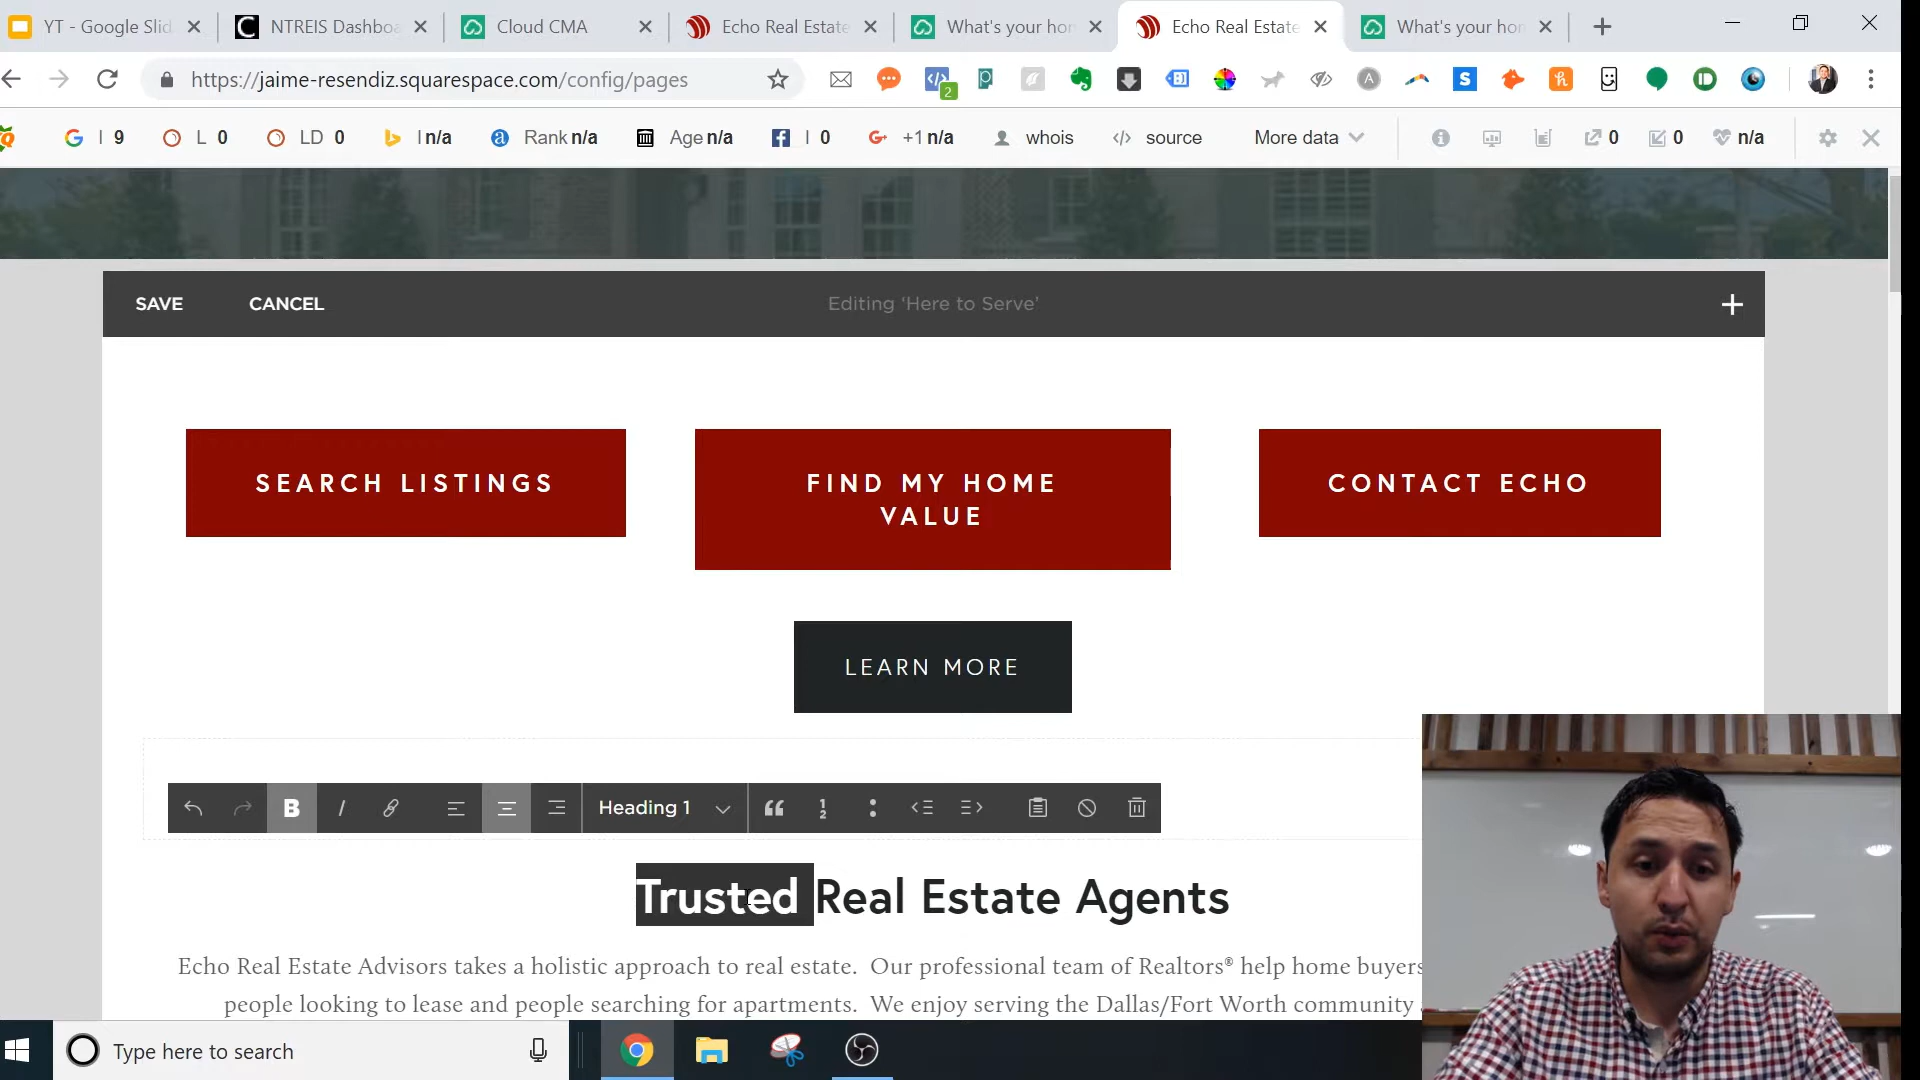 YT - Google Slid
NTREIS Dashboa
Cloud CMA
Echo Real Estate
What's your hom
Echo Real Estate
What's your hom
https://jaime-resendiz.squarespace.com/config/pages
2
I 9
L 0
LD 0
I n/a
Rank n/a
Age n/a
I 0
+1 n/a
whois
source
More data
0
0
n/a
SAVE
CANCEL
Editing ‘Here to Serve’
SEARCH LISTINGS
FIND MY HOME
VALUE
CONTACT ECHO
LEARN MORE
B
I
Heading 1
Trusted Real Estate Agents
Echo Real Estate Advisors takes a holistic approach to real estate. Our professional team of Realtors® help home buyers
people looking to lease and people searching for apartments. We enjoy serving the Dallas/Fort Worth community
Type here to search